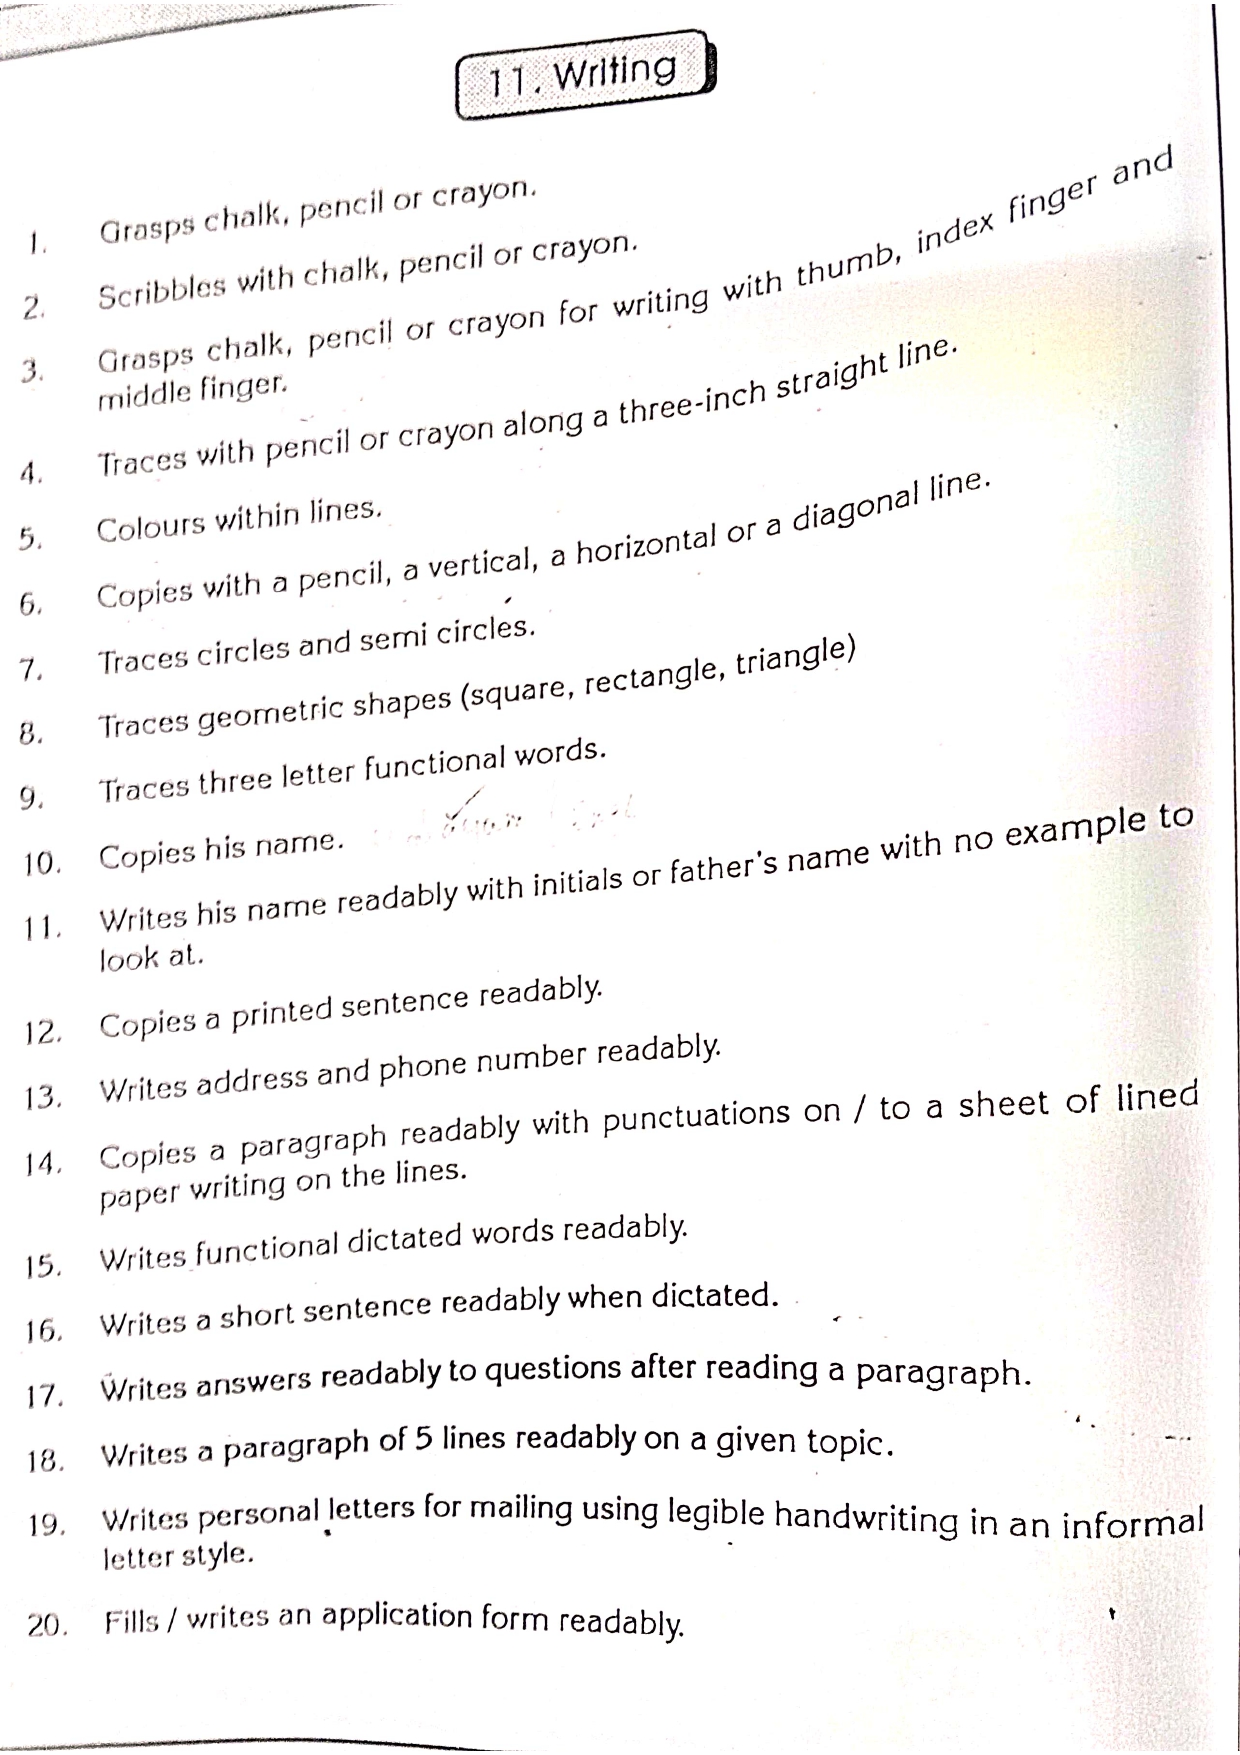 11. Writing
1. Grasps chalk, pencil or crayon.
2. Scribbles with chalk, pencil or crayon.
3. Grasps chalk, pencil or crayon for writing with thumb, index finger and
middle finger.
4. Traces with pencil or crayon along a three-inch straight line.
5. Colours within lines.
6. Copies with a pencil, a vertical, a horizontal or a diagonal line.
7. Traces circles and semi circles.
8. Traces geometric shapes (square, rectangle, triangle)
9. Traces three letter functional words.
10. Copies his name.
11. Writes his name readably with initials or father's name with no example to
look at.
12. Copies a printed sentence readably.
13. Writes address and phone number readably.
14. Copies a paragraph readably with punctuations on / to a sheet of lined
paper writing on the lines.
15. Writes functional dictated words readably.
16. Writes a short sentence readably when dictated.
17. Writes answers readably to questions after reading a paragraph.
18. Writes a paragraph of 5 lines readably on a given topic.
19. Writes personal letters for mailing using legible handwriting in an informal
letter style.
20. Fills / writes an application form readably.